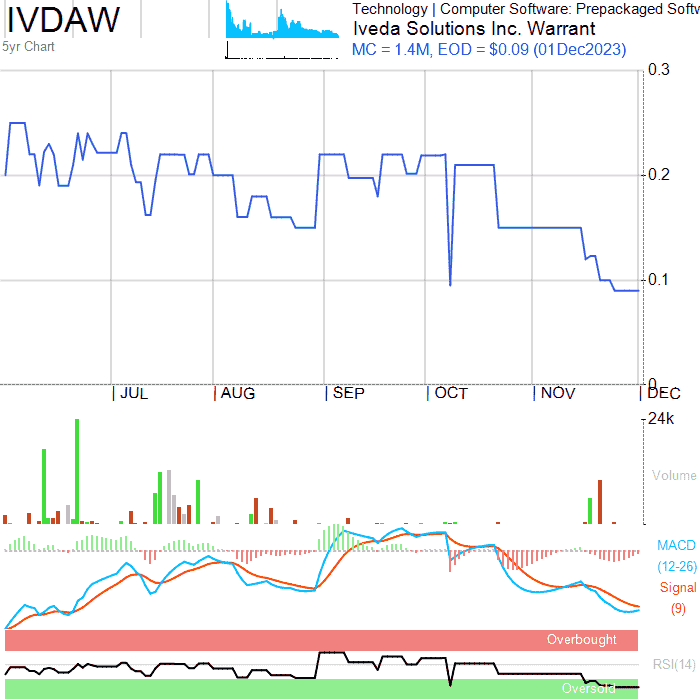 IVDAW
5yr Chart
Technology | Computer Software: Prepackaged Softw
Iveda Solutions Inc. Warrant
MC = 1.4M, EOD = $0.09 (01Dec2023)
0.3
0.2
0.1
0
JUL AUG SEP OCT NOV DEC
24k
Volume
MACD
(12-26)
Signal
(9)
Overbought
RSI(14)
Oversold